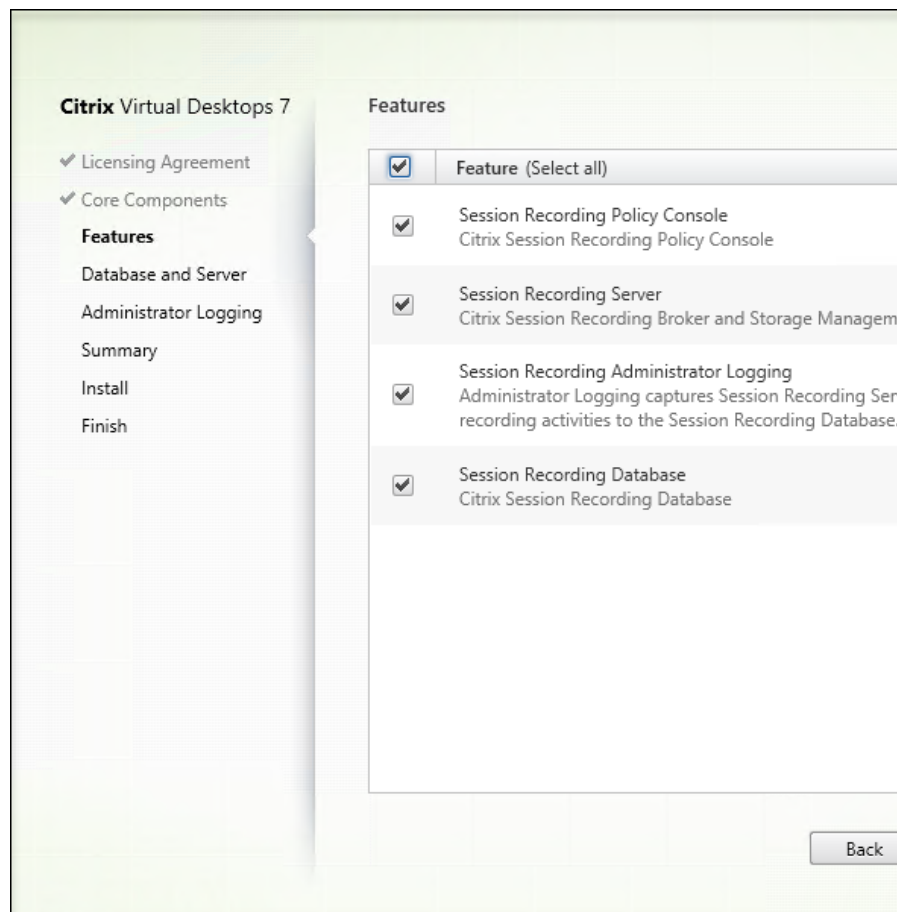 Citrix Virtual Desktops 7
Licensing Agreement
Core Components
Features
Database and Server
Administrator Logging
Summary
Install
Finish
Features
Feature (Select all)
Session Recording Policy Console
Citrix Session Recording Policy Console
Session Recording Server
Citrix Session Recording Broker and Storage Managem
Session Recording Administrator Logging
Administrator Logging captures Session Recording Ser
recording activities to the Session Recording Database.
Session Recording Database
Citrix Session Recording Database
Back